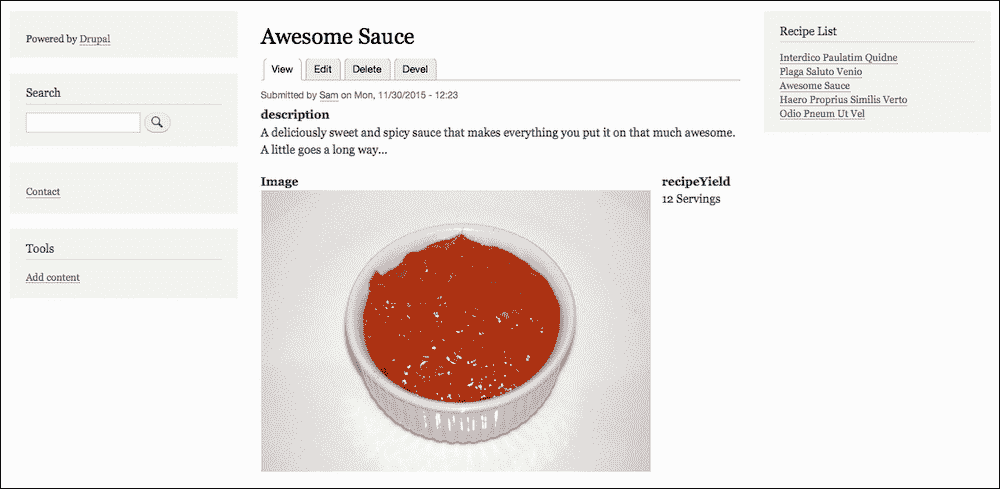 Powered by Drupal
Search
Contact
Tools
Add content
Awesome Sauce
View Edit Delete Devel
Submitted by Sam on Mon, 11/30/2015 - 12:23
description
A deliciously sweet and spicy sauce that makes everything you put it on that much awesome.
A little goes a long way...
Image
recipeYield
12 Servings
Recipe List
Interdico Paulatim Quidne
Plaga Saluto Venio
Awesome Sauce
Haero Proprius Similis Verto
Odio Pneum Ut Vel